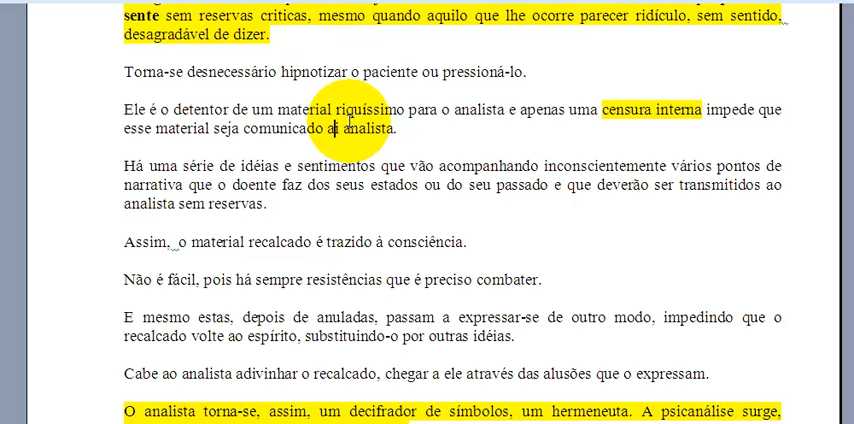 sente sem reservas criticas, mesmo quando aquilo que lhe ocorre parecer ridículo, sem sentido,
desagradável de dizer.
Torna-se desnecessário hipnotizar o paciente ou pressioná-lo.
Ele é o detentor de um material riquíssimo para o analista e apenas uma censura interna impede que
esse material seja comunicado ai analista.
Há uma série de idéias e sentimentos que vão acompanhando inconscientemente vários pontos de
narrativa que o doente faz dos seus estados ou do seu passado e que deverão ser transmitidos ao
analista sem reservas.
Assim, o material recalcado é trazido à consciência.
Não é fácil, pois há sempre resistências que é preciso combater.
E mesmo estas, depois de anuladas, passam a expressar-se de outro modo, impedindo que o
recalcado volte ao espírito, substituindo-o por outras idéias.
Cabe ao analista adivinhar o recalcado, chegar a ele através das alusões que o expressam.
O analista torna-se, assim, um decifrador de símbolos, um hermeneuta. A psicanálise surge,